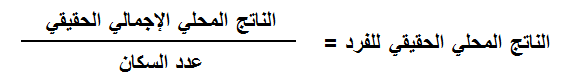 الناتج المحلي الحقيقي للفرد =
الناتج المحلي الإجمالي الحقيقي
عدد السكان